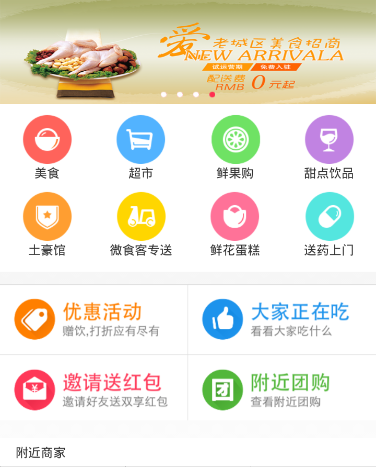 爱 老城区美食招商
NEW ARRIVALA
试运营期 免费入驻
配送费
RMB 0元起
美食 超市 鲜果购 甜点饮品
土豪馆 微食客专送 鲜花蛋糕 送药上门
优惠活动 大家正在吃
赠饮,打折应有尽有 看看大家吃什么
邀请送红包 附近团购
邀请好友送双享红包 查看附近团购
附近商家